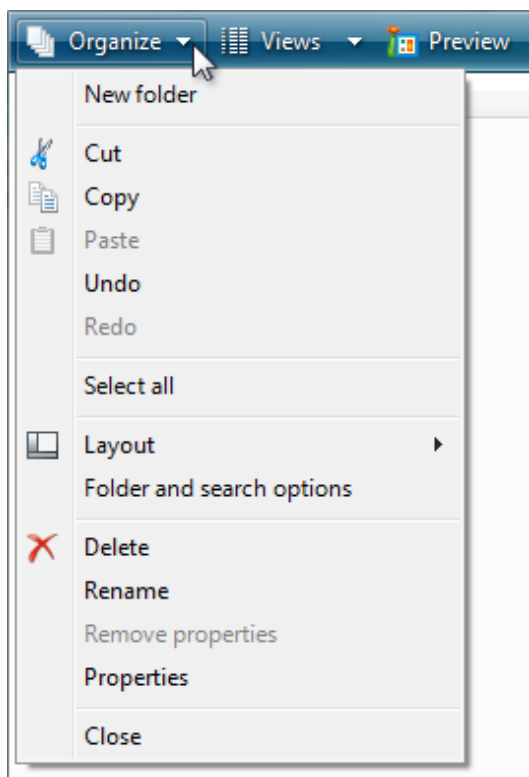 Organize Views Preview
New folder
Cut
Copy
Paste
Undo
Redo
Select all
Layout
Folder and search options
Delete
Rename
Remove properties
Properties
Close